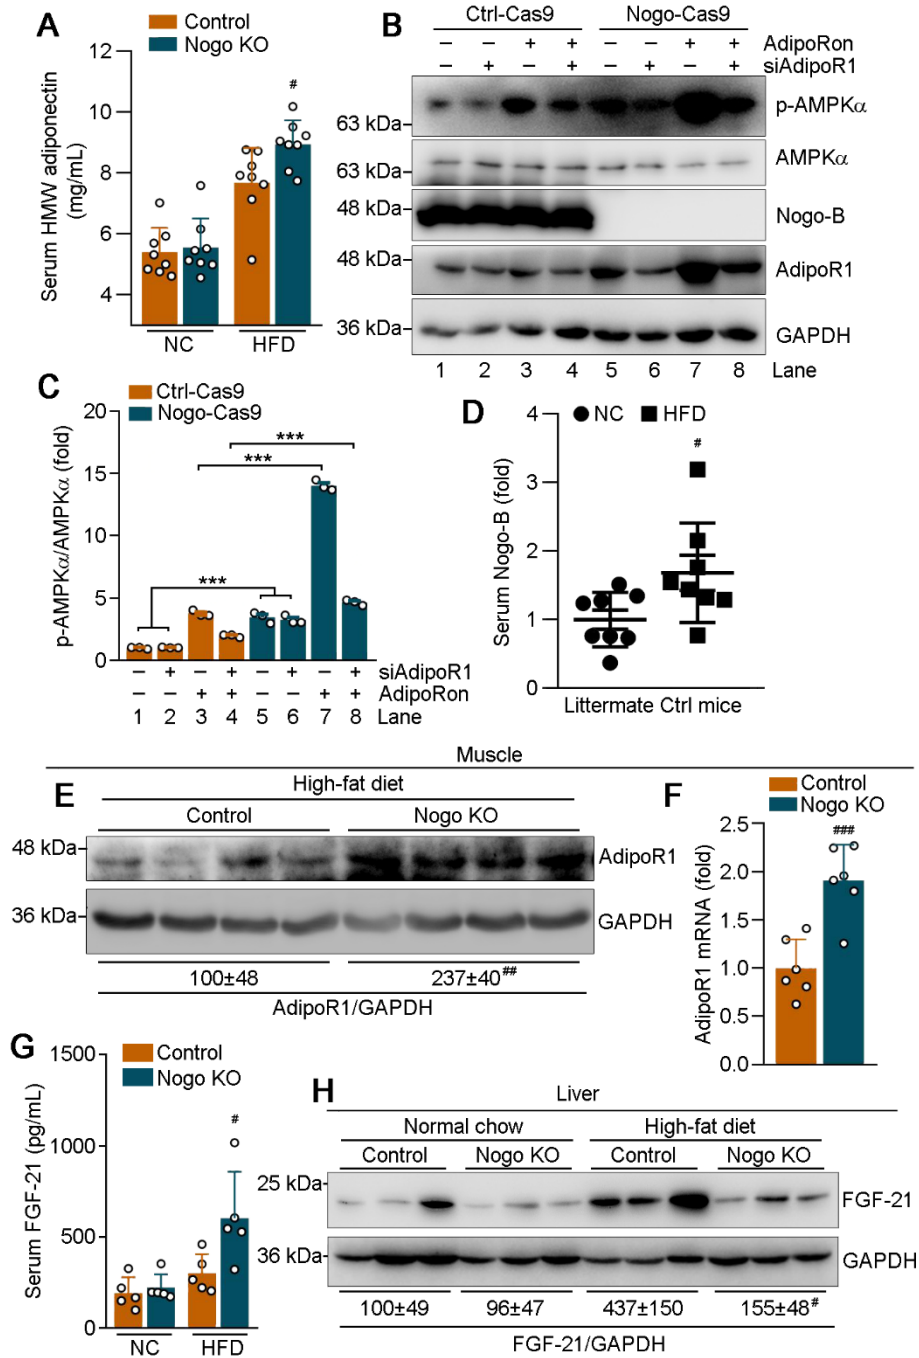 A
Control
Nogo KO
Serum HMW adiponectin
(mg/mL)
12
10
8
6
4
#
NC
HFD
B
Ctrl-Cas9
Nogo-Cas9
– – + + – – + + AdipoRon
– + – + – + – + siAdipoR1
63 kDa
p-AMPKα
63 kDa
AMPKα
48 kDa
Nogo-B
48 kDa
AdipoR1
36 kDa
GAPDH
1 2 3 4 5 6 7 8 Lane
C
Ctrl-Cas9
Nogo-Cas9
p-AMPKα/AMPKα (fold)
20
15
10
5
0
***
***
***
– + – + – + – + siAdipoR1
– – + + – – + + AdipoRon
1 2 3 4 5 6 7 8 Lane
D
NC
HFD
Serum Nogo-B (fold)
4
3
2
1
0
#
Littermate Ctrl mice
Muscle
E
High-fat diet
Control
Nogo KO
48 kDa
AdipoR1
36 kDa
GAPDH
100±48
237±40##
AdipoR1/GAPDH
F
Control
Nogo KO
AdipoR1 mRNA (fold)
2.5
2.0
1.5
1.0
0.5
0.0
###
G
Control
Nogo KO
Serum FGF-21 (pg/mL)
1500
1000
500
0
#
NC
HFD
H
Liver
Normal chow
High-fat diet
Control
Nogo KO
Control
Nogo KO
25 kDa
FGF-21
36 kDa
GAPDH
100±49
96±47
437±150
155±48#
FGF-21/GAPDH